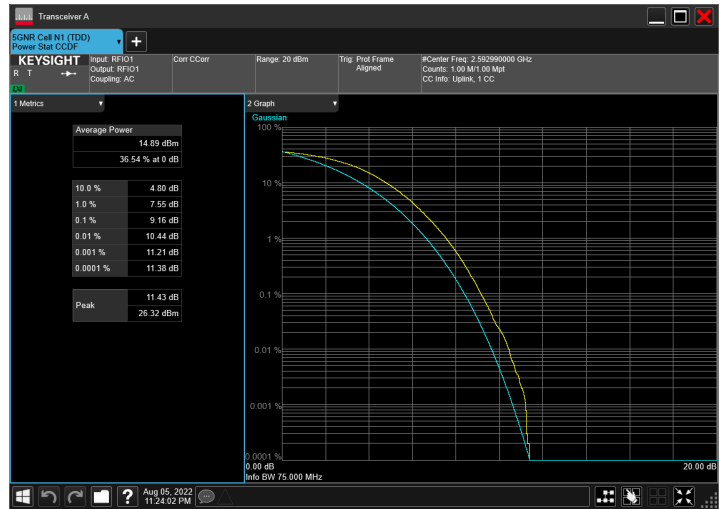 Transceiver A
5GNR Cell N1 (TDD)
Power Stat CCDF
KEYSIGHT
R T
LXI
Input: RFIO1
Output: RFIO1
Coupling: AC
Corr CCorr
Range: 20 dBm
Trig: Prot Frame
Aligned
#Center Freq: 2.592990000 GHz
Counts: 1.00 M/1.00 Mpt
CC Info: Uplink, 1 CC
1 Metrics
Average Power
14.89 dBm
36.54 % at 0 dB
10.0 % 4.80 dB
1.0 % 7.55 dB
0.1 % 9.16 dB
0.01 % 10.44 dB
0.001 % 11.21 dB
0.0001 % 11.38 dB
Peak
11.43 dB
26.32 dBm
2 Graph
Gaussian
100 %
10 %
1 %
0.1 %
0.01 %
0.001 %
0.0001 %
0.00 dB
20.00 dB
Info BW 75.000 MHz
?
Aug 05, 2022
11:24:02 PM